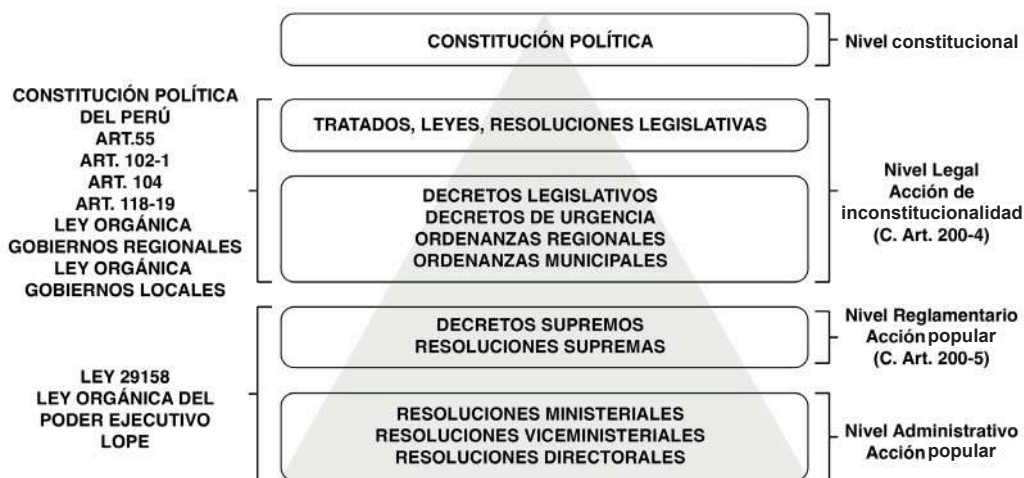 CONSTITUCIÓN POLÍTICA
Nivel constitucional
CONSTITUCIÓN POLÍTICA
DEL PERÚ
ART.55
ART. 102-1
ART. 104
ART. 118-19
LEY ORGÁNICA
GOBIERNOS REGIONALES
LEY ORGÁNICA
GOBIERNOS LOCALES
TRATADOS, LEYES, RESOLUCIONES LEGISLATIVAS
DECRETOS LEGISLATIVOS
DECRETOS DE URGENCIA
ORDENANZAS REGIONALES
ORDENANZAS MUNICIPALES
Nivel Legal
Acción de
inconstitucionalidad
(C. Art. 200-4)
DECRETOS SUPREMOS
RESOLUCIONES SUPREMAS
Nivel Reglamentario
Acción popular
(C. Art. 200-5)
LEY 29158
LEY ORGÁNICA DEL
PODER EJECUTIVO
LOPE
RESOLUCIONES MINISTERIALES
RESOLUCIONES VICEMINISTERIALES
RESOLUCIONES DIRECTORALES
Nivel Administrativo
Acción popular